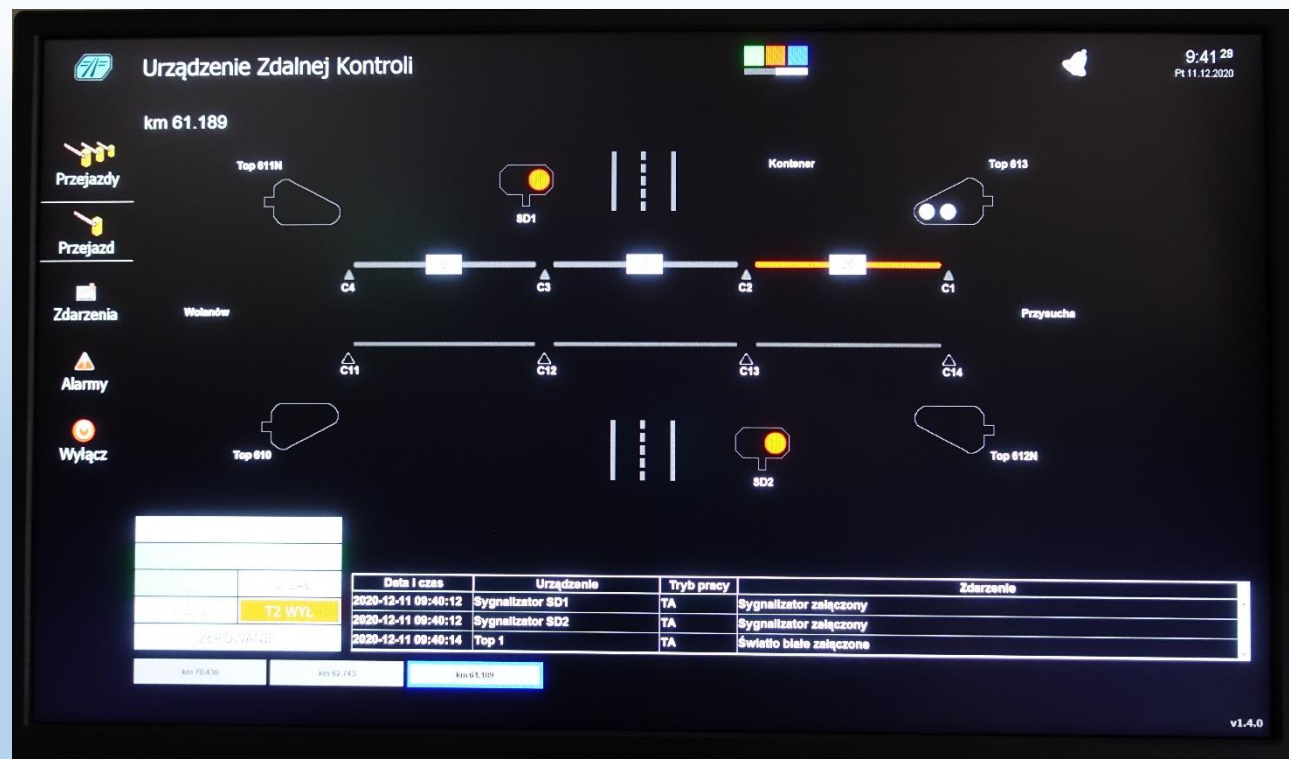 Urządzenie Zdalnej Kontroli
9:41 29
Pt 11.12.2020
km 61.189
Przejazdy
Top 611N
SD1
Kontener
Top 613
Przejazd
C4
C3
C2
C1
Zdarzenia
Wolanów
Przysucha
Alarmy
C11
C12
C13
C14
Wyłącz
Top 610
SD2
Top 612N
T2 WYŁ
ZEROWANIE
Data i czas Urządzenie Tryb pracy Zdarzenie
2020-12-11 09:40:12 Sygnalizator SD1 TA Sygnalizator załączony
2020-12-11 09:40:12 Sygnalizator SD2 TA Sygnalizator załączony
2020-12-11 09:40:14 Top 1 TA Światło białe załączone
km 70.436 km 62.743 km 61.189
v1.4.0